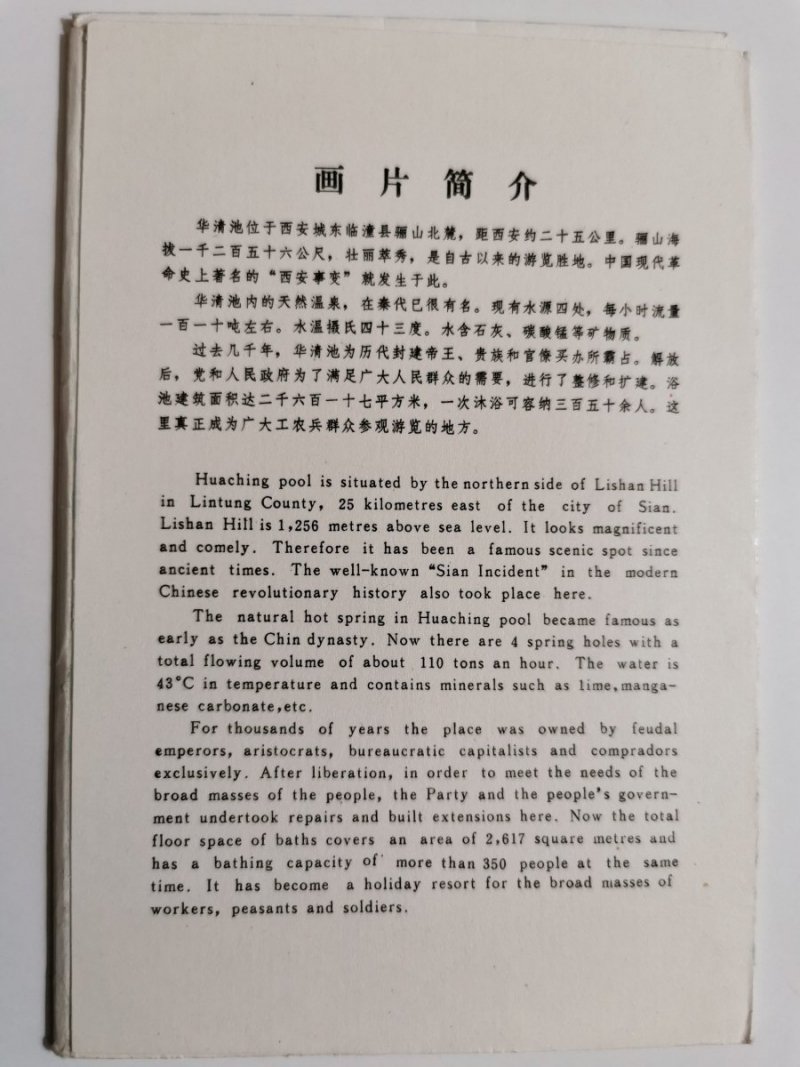 画片简介
华清池位于西安城东临潼县骊山北麓，距西安约二十五公里。骊山海
拔一千二百五十六公尺，壮丽萃秀，是自古以来的游览胜地。中国现代革
命史上著名的“西安事变”就发生于此。
华清池内的天然温泉，在秦代已很有名。现有水源四处，每小时流量
一百一十吨左右。水温摄氏四十三度。水含石灰、碳酸锰等矿物质。
过去几千年，华清池为历代封建帝王、贵族和官僚买办所霸占。解放
后，党和人民政府为了满足广大人民群众的需要，进行了整修和扩建。浴
池建筑面积达二千六百一十七平方米，一次沐浴可容纳三百五十余人。这
里真正成为广大工农兵群众参观游览的地方。
Huaching pool is situated by the northern side of Lishan Hill
in Lintung County, 25 kilometres east of the city of Sian.
Lishan Hill is 1,256 metres above sea level. It looks magnificent
and comely. Therefore it has been a famous scenic spot since
ancient times. The well-known “Sian Incident” in the modern
Chinese revolutionary history also took place here.
The natural hot spring in Huaching pool became famous as
early as the Chin dynasty. Now there are 4 spring holes with a
total flowing volume of about 110 tons an hour. The water is
43°C in temperature and contains minerals such as lime,manga-
nese carbonate,etc.
For thousands of years the place was owned by feudal
emperors, aristocrats, bureaucratic capitalists and compradors
exclusively. After liberation, in order to meet the needs of the
broad masses of the people, the Party and the people's govern-
ment undertook repairs and built extensions here. Now the total
floor space of baths covers an area of 2,617 square metres and
has a bathing capacity of more than 350 people at the same
time. It has become a holiday resort for the broad masses of
workers, peasants and soldiers.